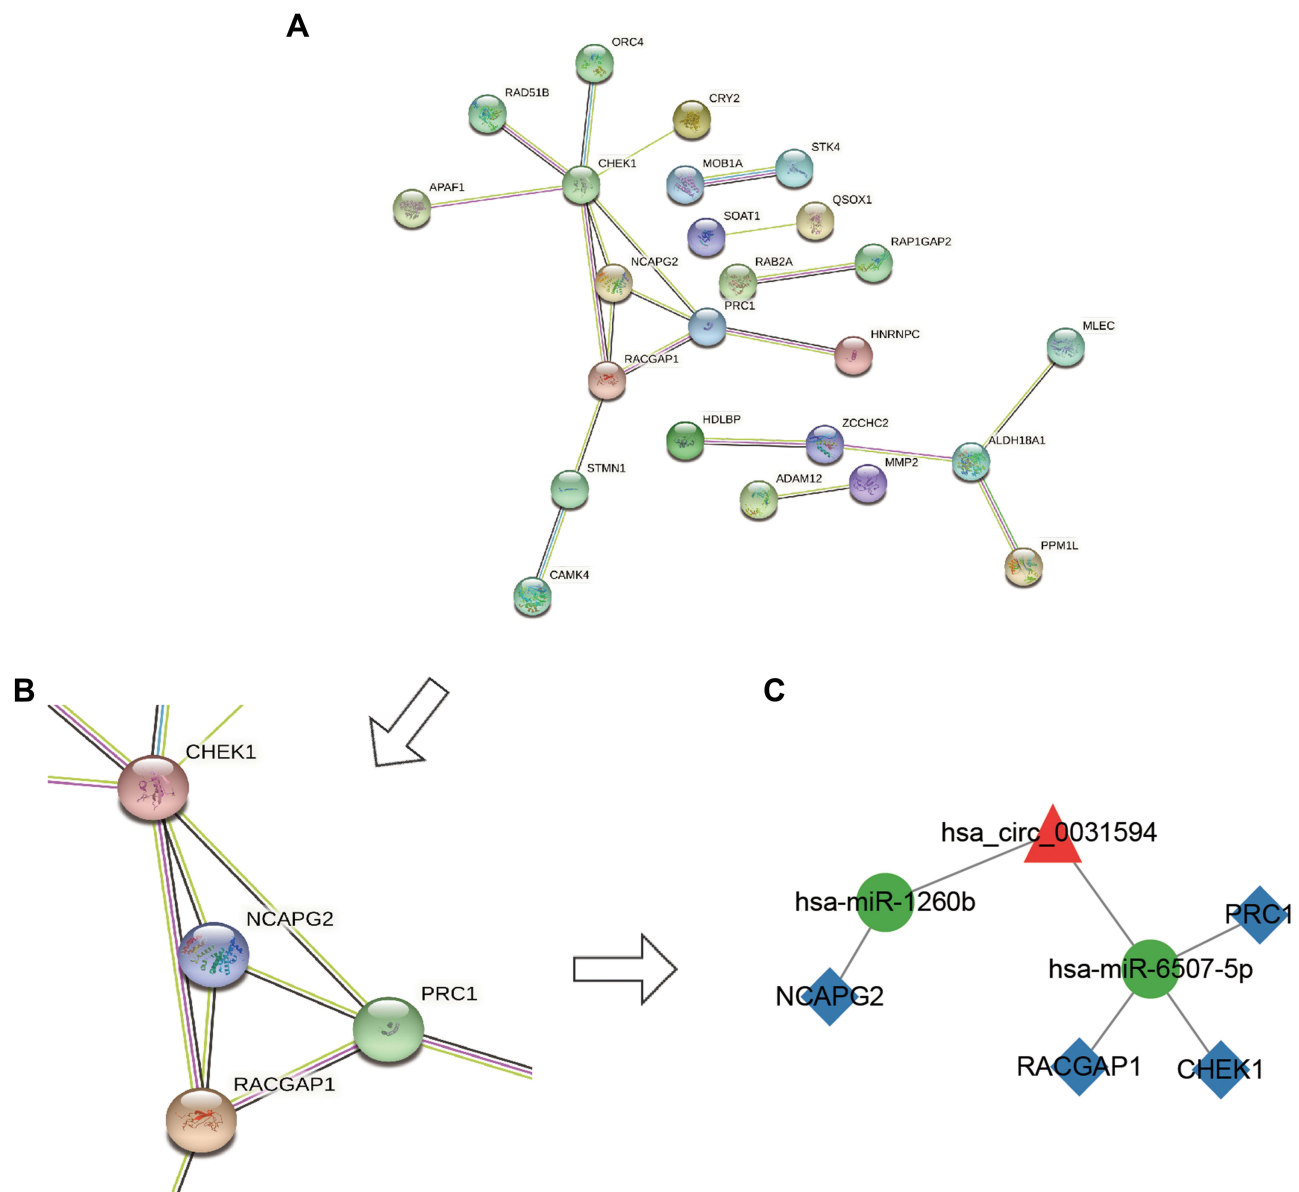 A
ORC4
RAD51B
CRY2
CHEK1
MOB1A
STK4
APAF1
SOAT1
QSOX1
RAP1GAP2
NCAPG2
RAB2A
PRC1
MLEC
HNRNPC
RACGAP1
HDLBP
ZCCHC2
ALDH18A1
STMN1
ADAM12
MMP2
PPM1L
CAMK4
B
CHEK1
NCAPG2
PRC1
RACGAP1
C
hsa_circ_0031594
hsa-miR-1260b
PRC1
hsa-miR-6507-5p
NCAPG2
RACGAP1
CHEK1